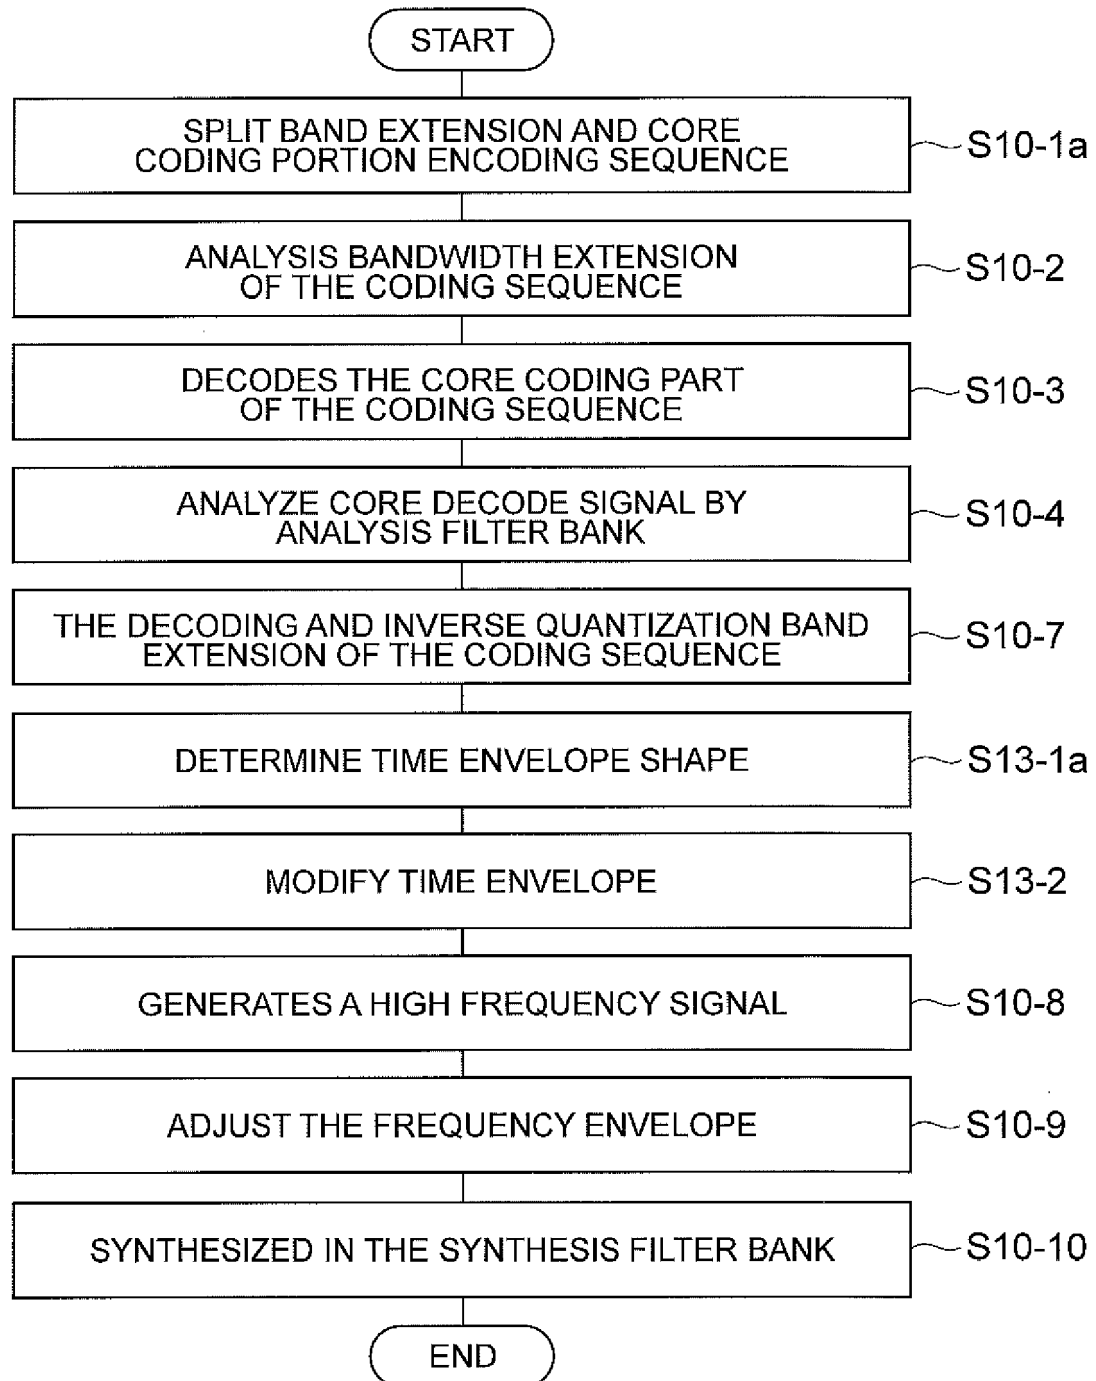 START
SPLIT BAND EXTENSION AND CORE
CODING PORTION ENCODING SEQUENCE
S10-1a
ANALYSIS BANDWIDTH EXTENSION
OF THE CODING SEQUENCE
S10-2
DECODES THE CORE CODING PART
OF THE CODING SEQUENCE
S10-3
ANALYZE CORE DECODE SIGNAL BY
ANALYSIS FILTER BANK
S10-4
THE DECODING AND INVERSE QUANTIZATION BAND
EXTENSION OF THE CODING SEQUENCE
S10-7
DETERMINE TIME ENVELOPE SHAPE
S13-1a
MODIFY TIME ENVELOPE
S13-2
GENERATES A HIGH FREQUENCY SIGNAL
S10-8
ADJUST THE FREQUENCY ENVELOPE
S10-9
SYNTHESIZED IN THE SYNTHESIS FILTER BANK
S10-10
END